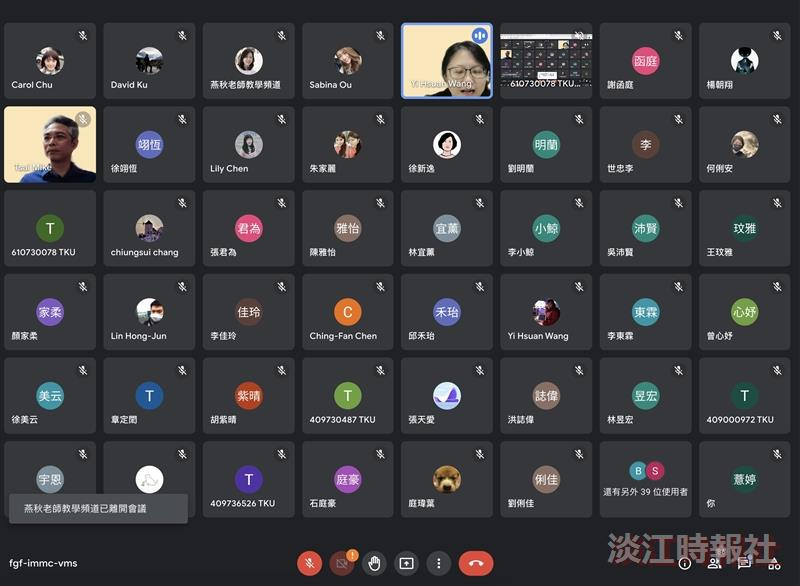 Carol Chu
David Ku
燕秋老師教學頻道
Sabina Ou
Yi Hsuan Wang
610730078 TKU...
函庭
謝函庭
楊朝翔
Tsai Mike
翊恆
徐翊恆
Lily Chen
朱家麗
徐新逸
明蘭
劉明蘭
李
世忠李
何俐安
T
610730078 TKU
chiungsui chang
君為
張君為
雅怡
陳雅怡
宜薰
林宜薰
小鯨
李小鯨
沛賢
吳沛賢
玟雅
王玟雅
家柔
顏家柔
Lin Hong-Jun
佳玲
李佳玲
C
Ching-Fan Chen
禾珆
邱禾珆
Yi Hsuan Wang
東霖
李東霖
心妤
曾心妤
美云
徐美云
T
章定閎
紫晴
胡紫晴
T
409730487 TKU
張天愛
誌偉
洪誌偉
昱宏
林昱宏
T
409000972 TKU
宇恩
T
409736526 TKU
庭豪
石庭豪
庭瑋葉
俐佳
劉俐佳
B S
還有另外 39 位使用者
薏婷
你
燕秋老師教學頻道已離開會議
fgf-immc-vms
淡江時報社